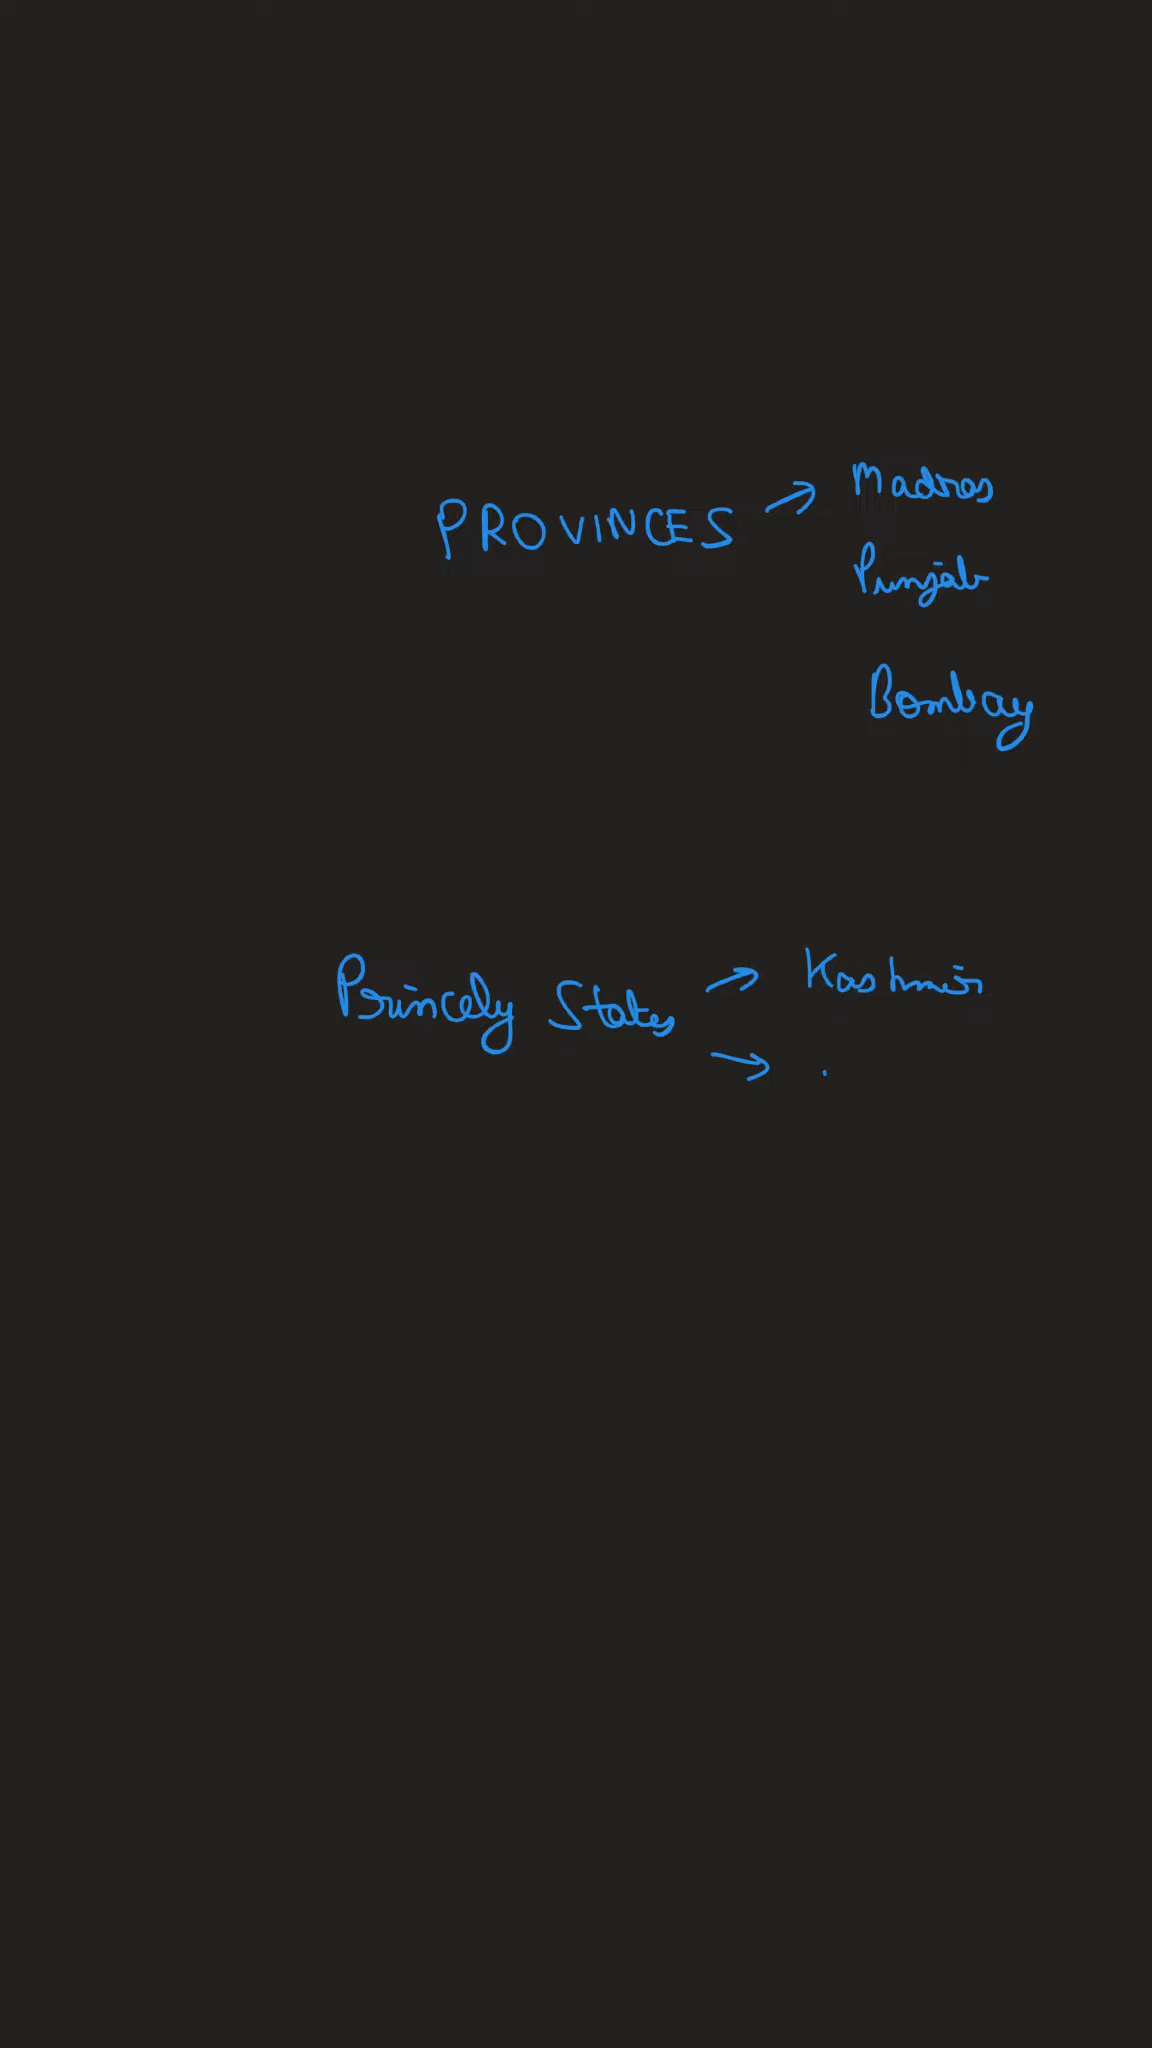 PROVINCES → Madras
Punjab
Bombay
Princely States → Kashmir
→ .